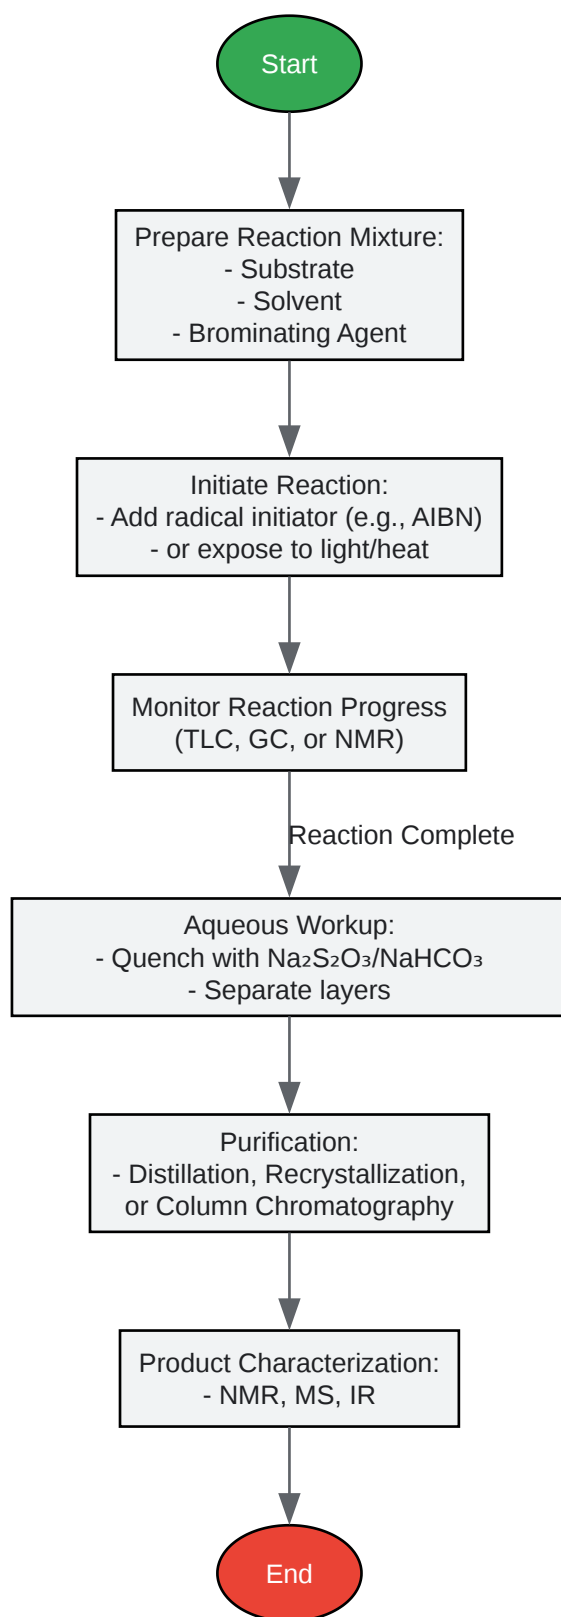 Start
Prepare Reaction Mixture:
- Substrate
- Solvent
- Brominating Agent
Initiate Reaction:
- Add radical initiator (e.g., AIBN)
- or expose to light/heat
Monitor Reaction Progress
(TLC, GC, or NMR)
Reaction Complete
Aqueous Workup:
- Quench with Na₂S₂O₃/NaHCO₃
- Separate layers
Purification:
- Distillation, Recrystallization,
or Column Chromatography
Product Characterization:
- NMR, MS, IR
End